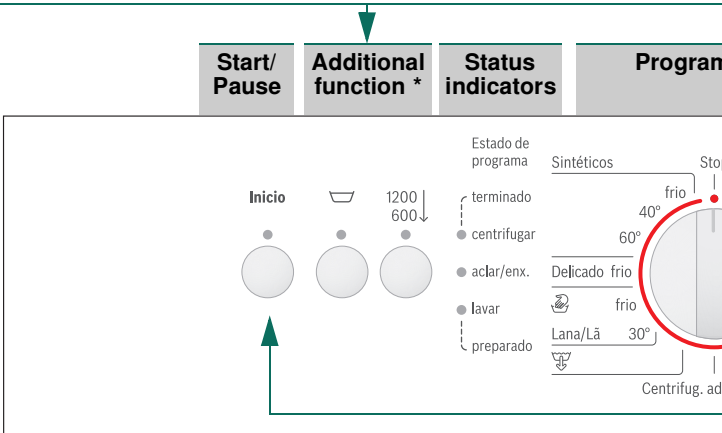 Start/
Pause
Additional
function *
Status
indicators
Program
Estado de
programa
Sintéticos
Stop
Inicio
1200
600
terminado
frio
40°
centrifugar
60°
aclar/enx.
Delicado frio
lavar
frio
Lana/Lã 30°
preparado
Centrifug. ad